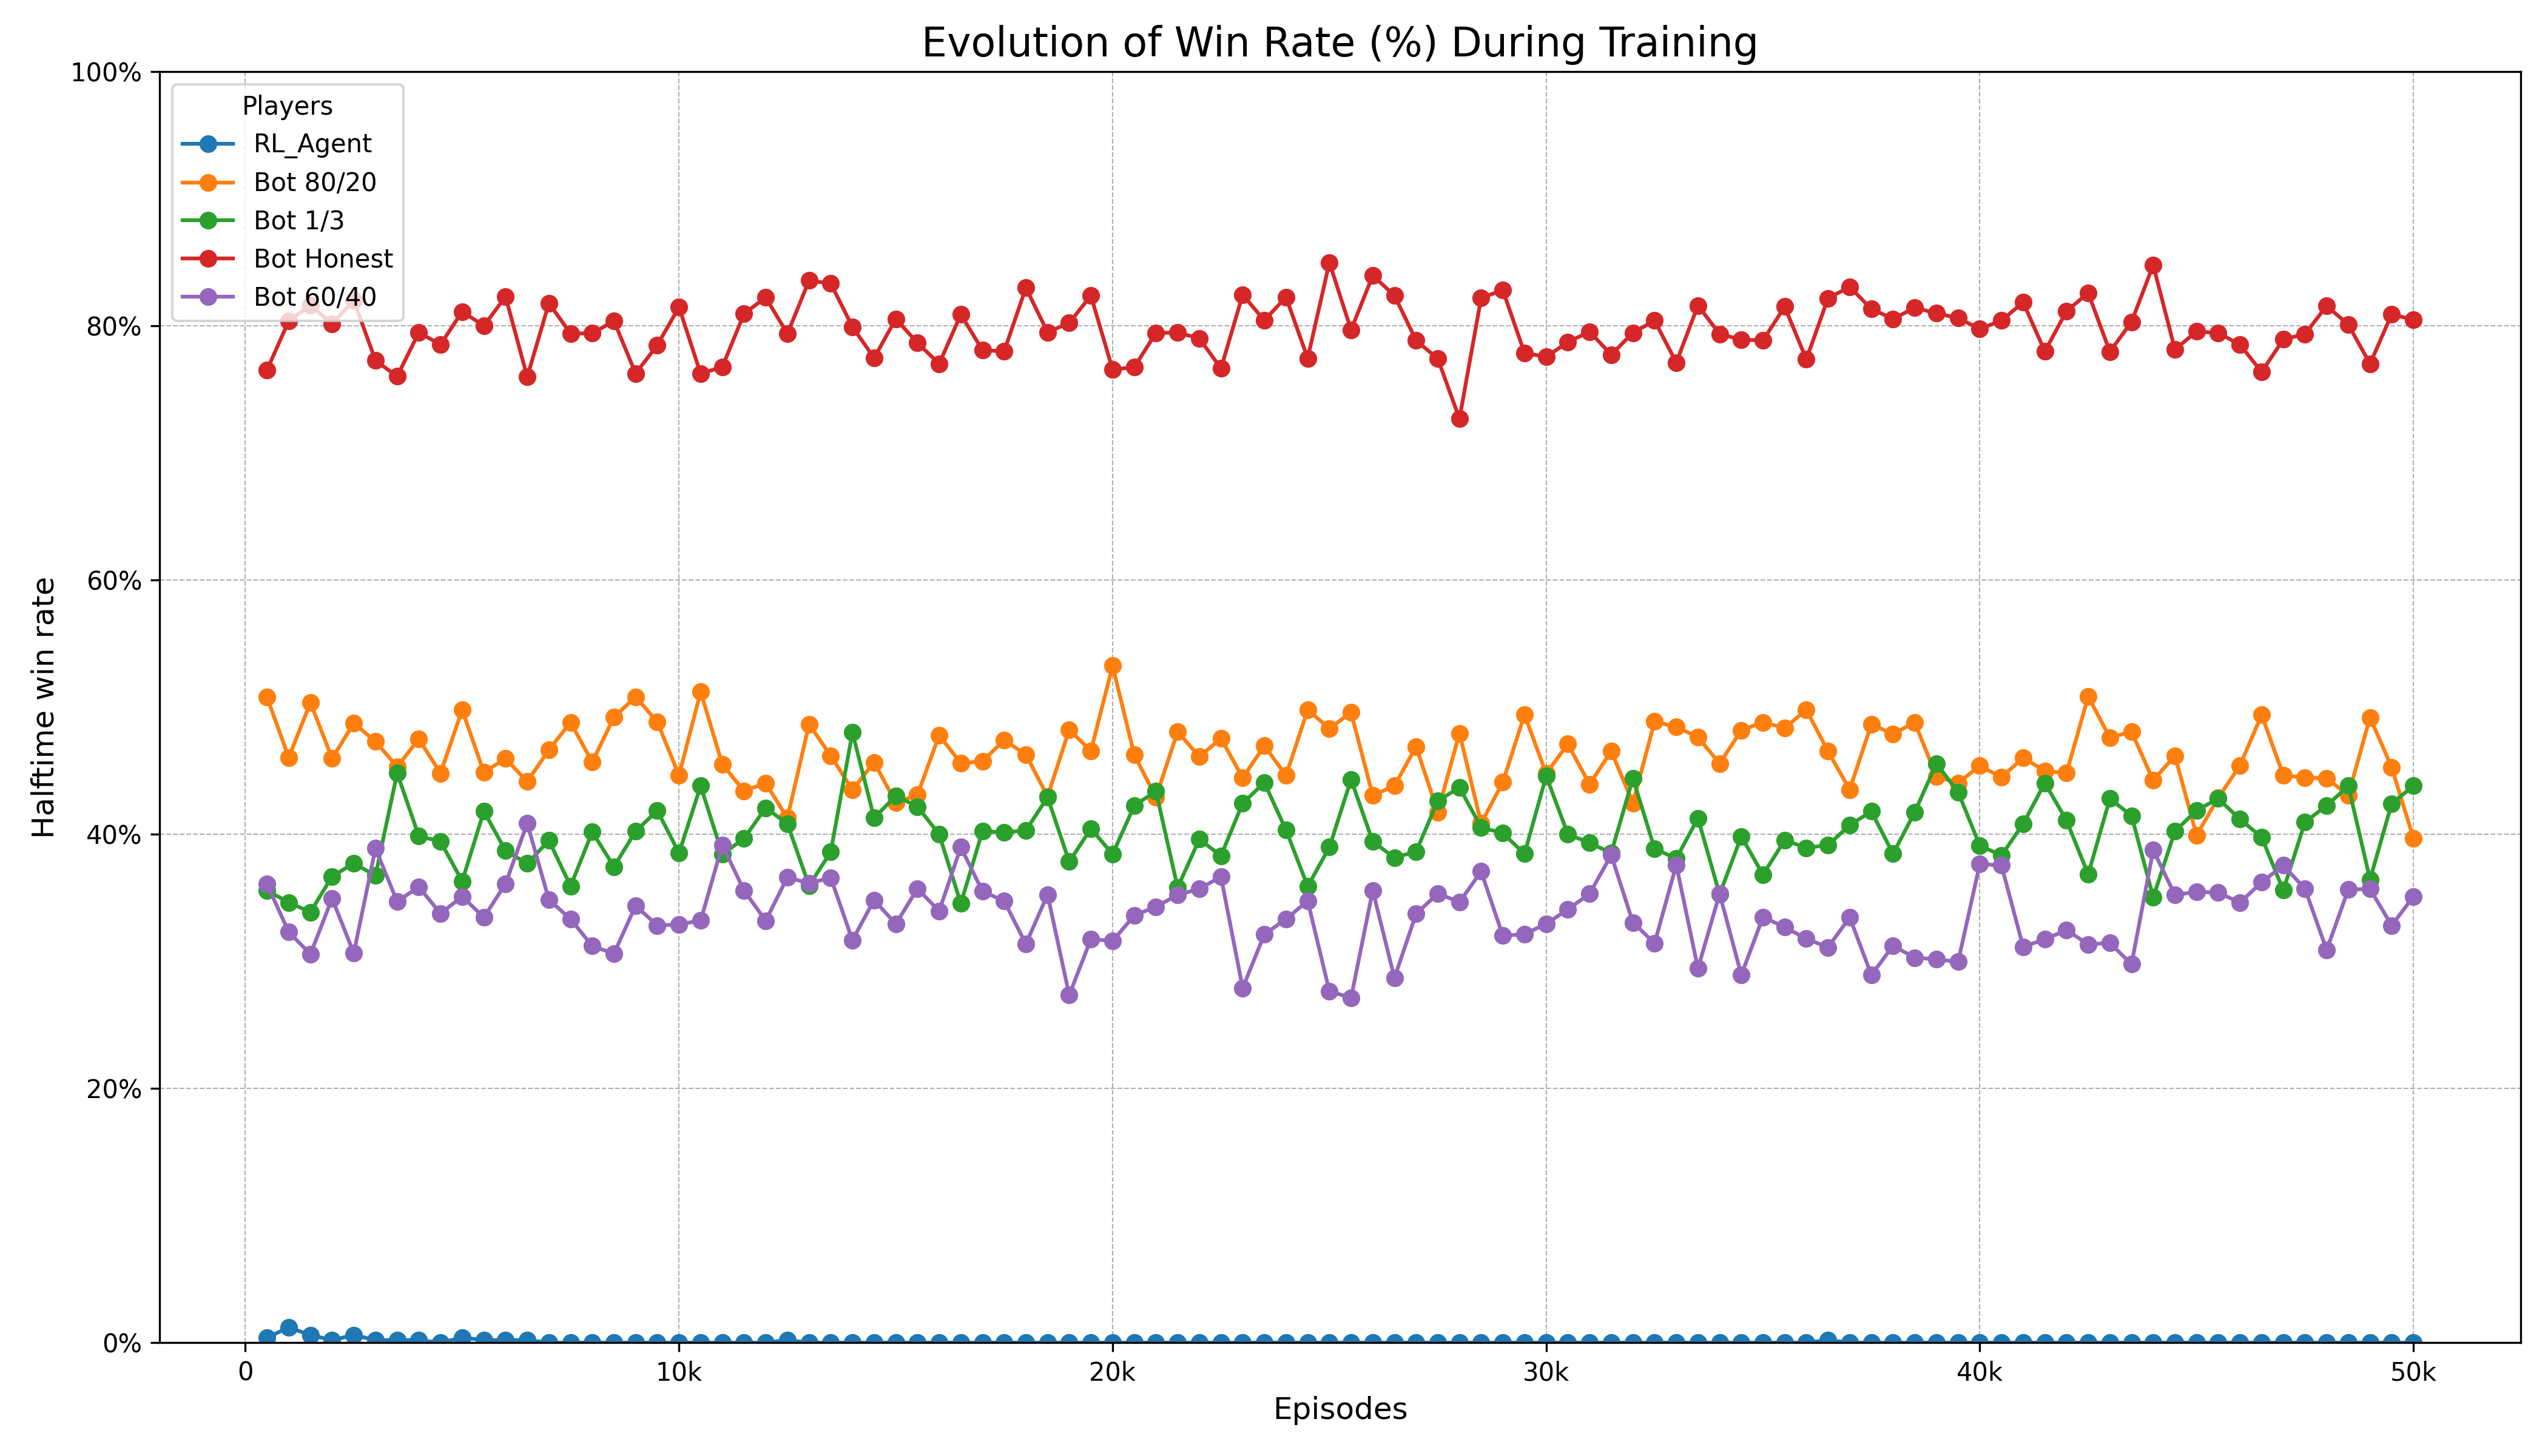 Evolution of Win Rate (%) During Training
100%
80%
60%
40%
20%
0%
Halftime win rate
Players
RL_Agent
Bot 80/20
Bot 1/3
Bot Honest
Bot 60/40
0 10k 20k 30k 40k 50k
Episodes